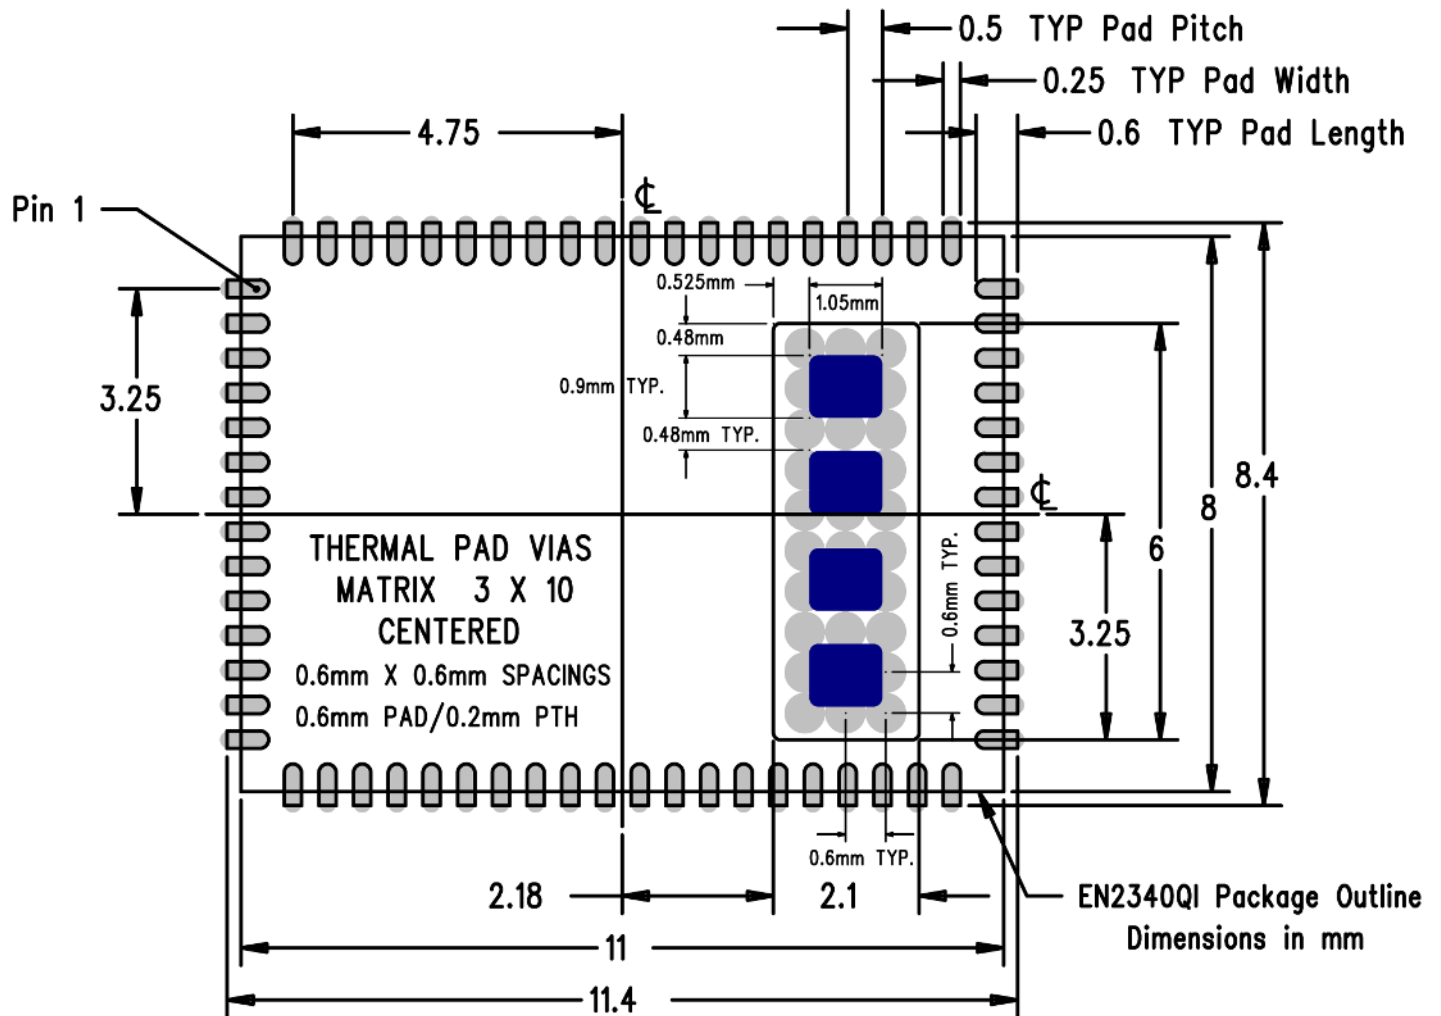 0.5 TYP Pad Pitch
0.25 TYP Pad Width
4.75
0.6 TYP Pad Length
℄
Pin 1
0.525mm
1.05mm
0.48mm
0.9mm TYP.
3.25
0.48mm TYP.
8.4
℄
8
THERMAL PAD VIAS
MATRIX 3 X 10
CENTERED
0.6mm X 0.6mm SPACINGS
0.6mm PAD/0.2mm PTH
0.6mm TYP.
6
3.25
0.6mm TYP.
2.18
2.1
EN2340QI Package Outline
Dimensions in mm
11
11.4